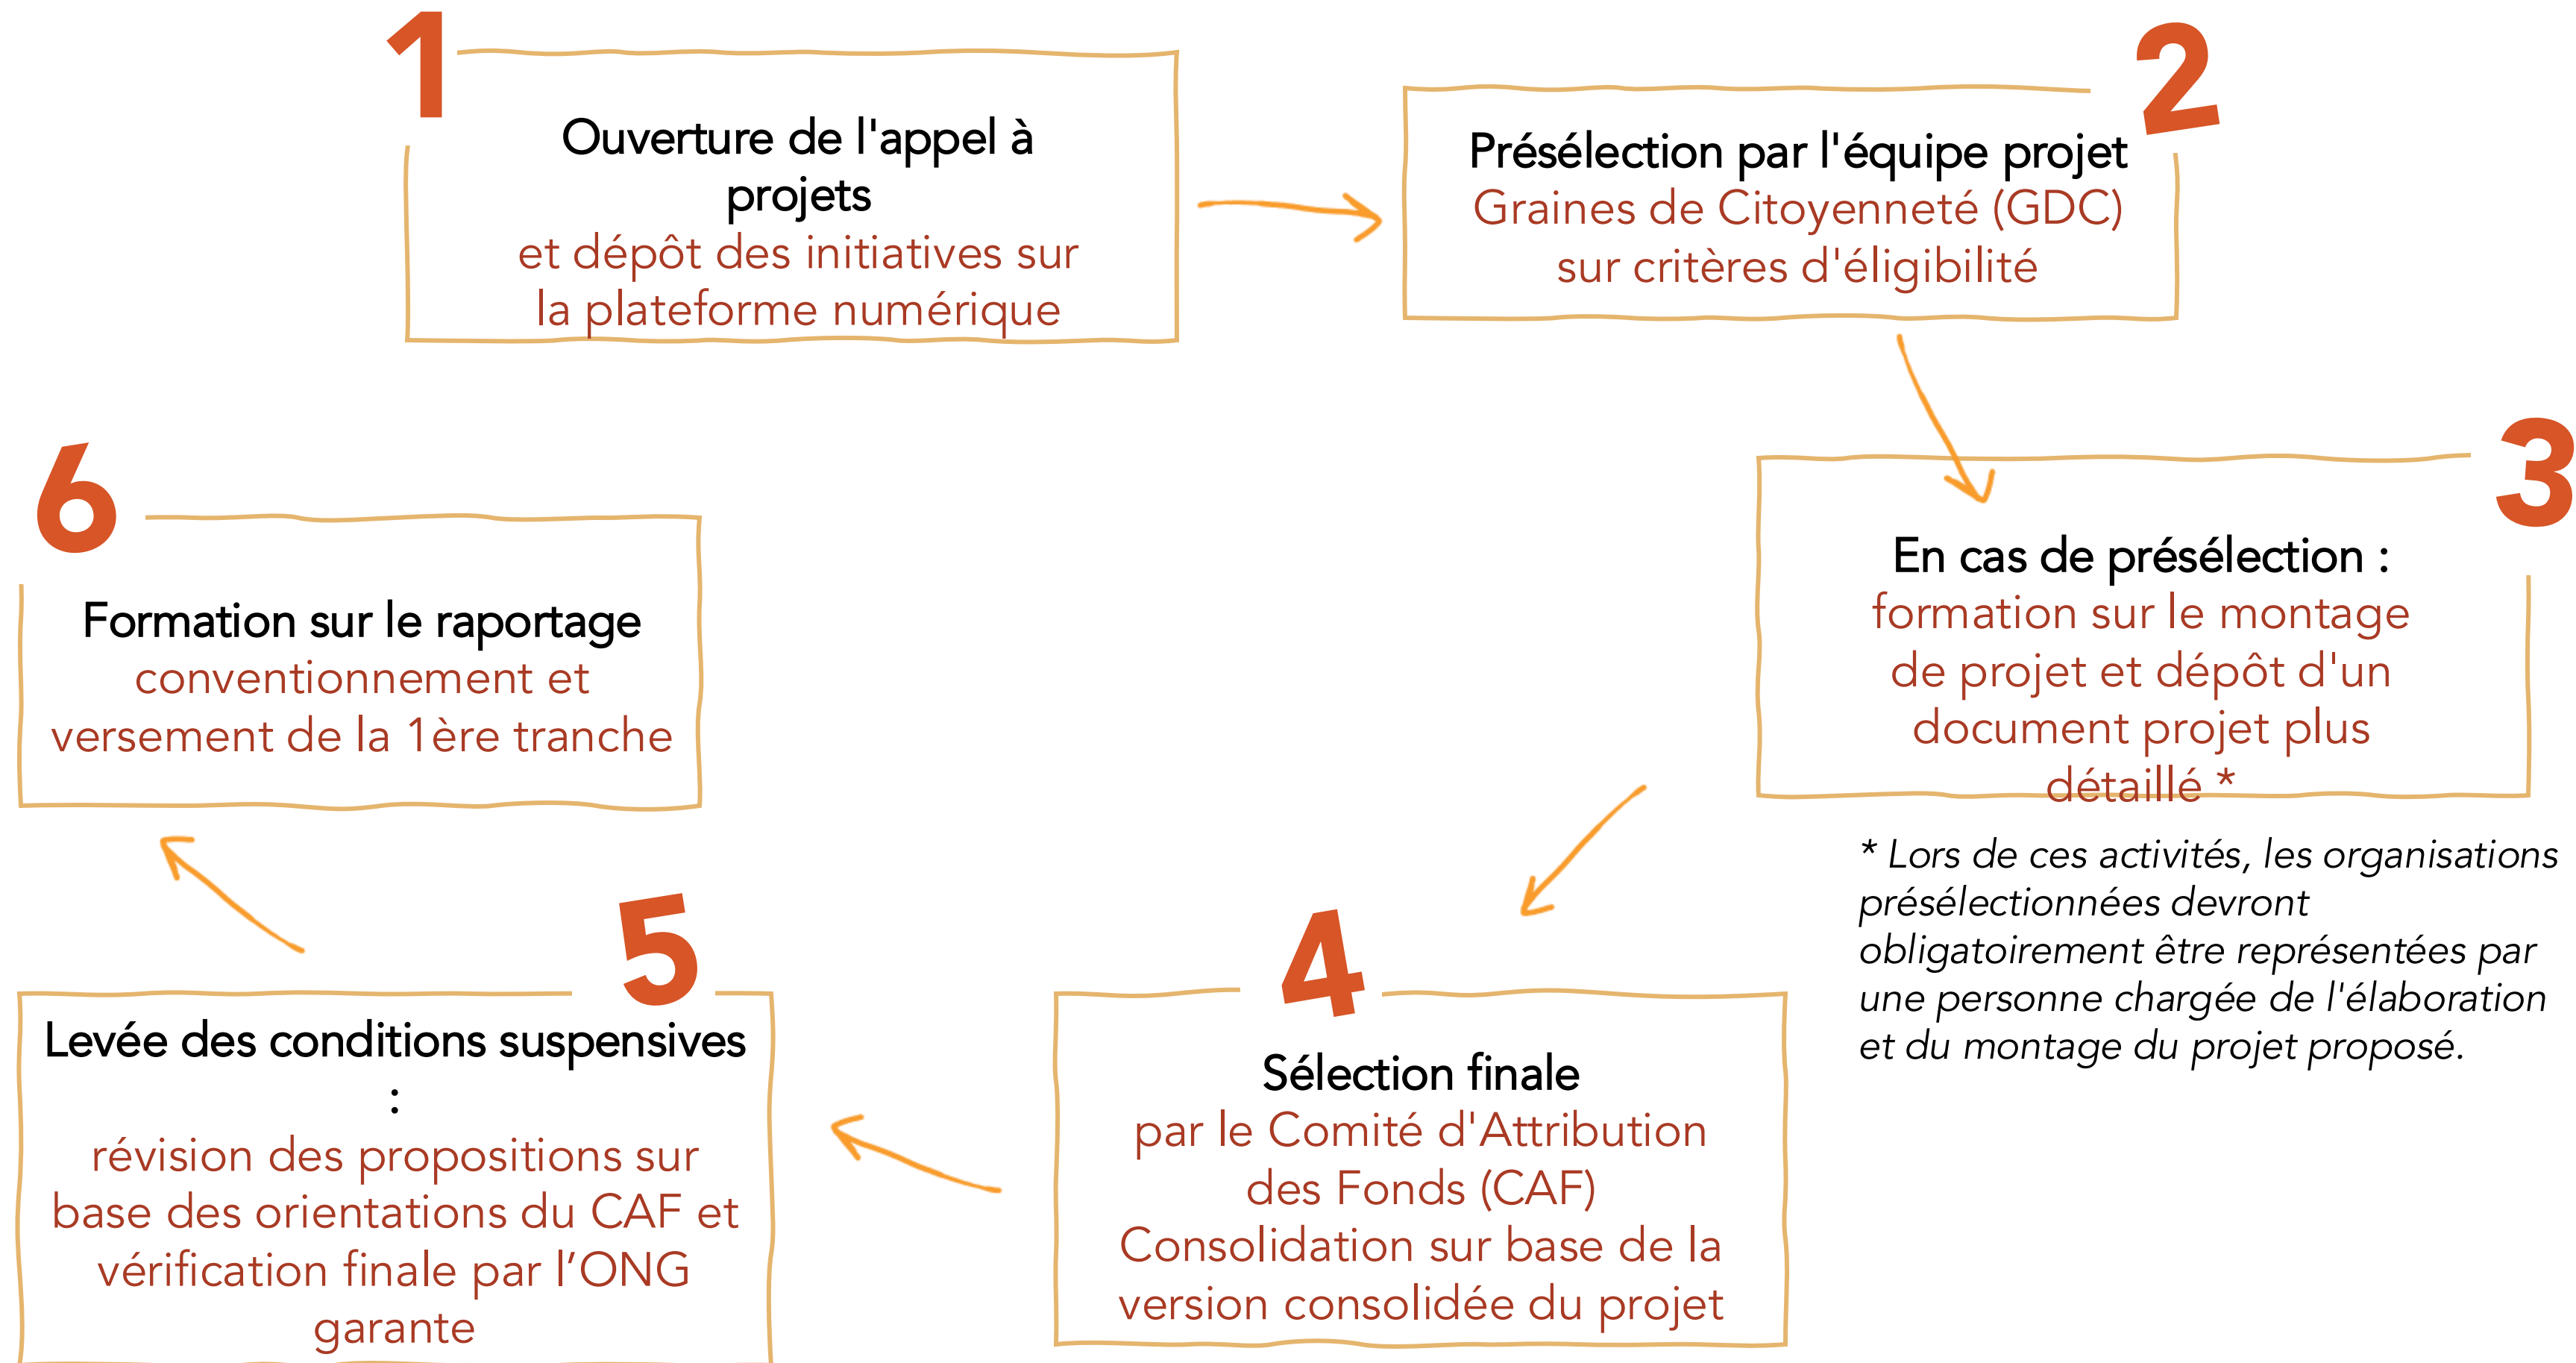 1
Ouverture de l'appel à
projets
et dépôt des initiatives sur
la plateforme numérique
2
Présélection par l'équipe projet
Graines de Citoyenneté (GDC)
sur critères d'éligibilité
3
En cas de présélection :
formation sur le montage
de projet et dépôt d'un
document projet plus
détaillé *
* Lors de ces activités, les organisations
présélectionnées devront
obligatoirement être représentées par
une personne chargée de l'élaboration
et du montage du projet proposé.
4
Sélection finale
par le Comité d'Attribution
des Fonds (CAF)
Consolidation sur base de la
version consolidée du projet
5
Levée des conditions suspensives
:
révision des propositions sur
base des orientations du CAF et
vérification finale par l’ONG
garante
6
Formation sur le raportage
conventionnement et
versement de la 1ère tranche